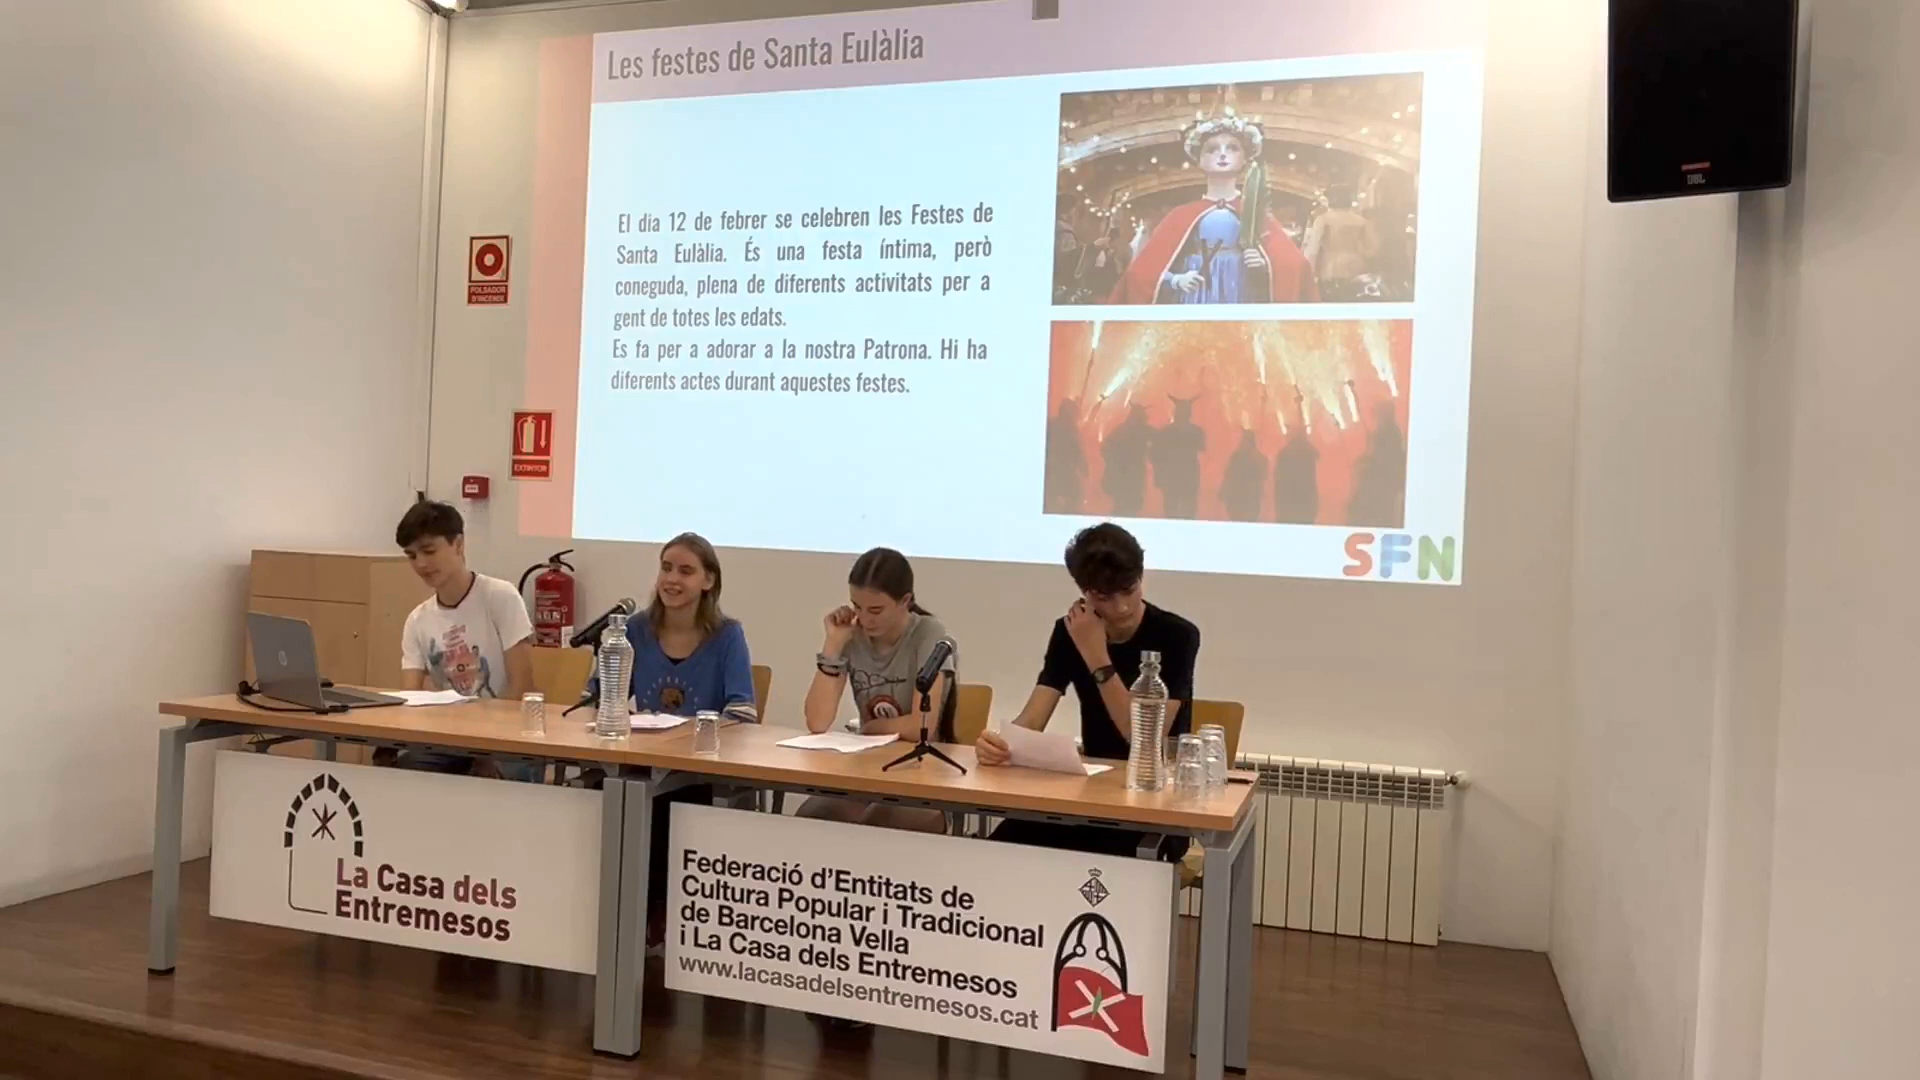 Les festes de Santa Eulàlia
El dia 12 de febrer se celebren les Festes de
Santa Eulàlia. És una festa íntima, però
coneguda, plena de diferents activitats per a
gent de totes les edats.
Es fa per a adorar a la nostra Patrona. Hi ha
diferents actes durant aquestes festes.
SFN
JBL
POLSADOR
D'INCENDI
EXTINTOR
La Casa dels
Entremesos
Federació d'Entitats de
Cultura Popular i Tradicional
de Barcelona Vella
i La Casa dels Entremesos
www.lacasadelsentremesos.cat